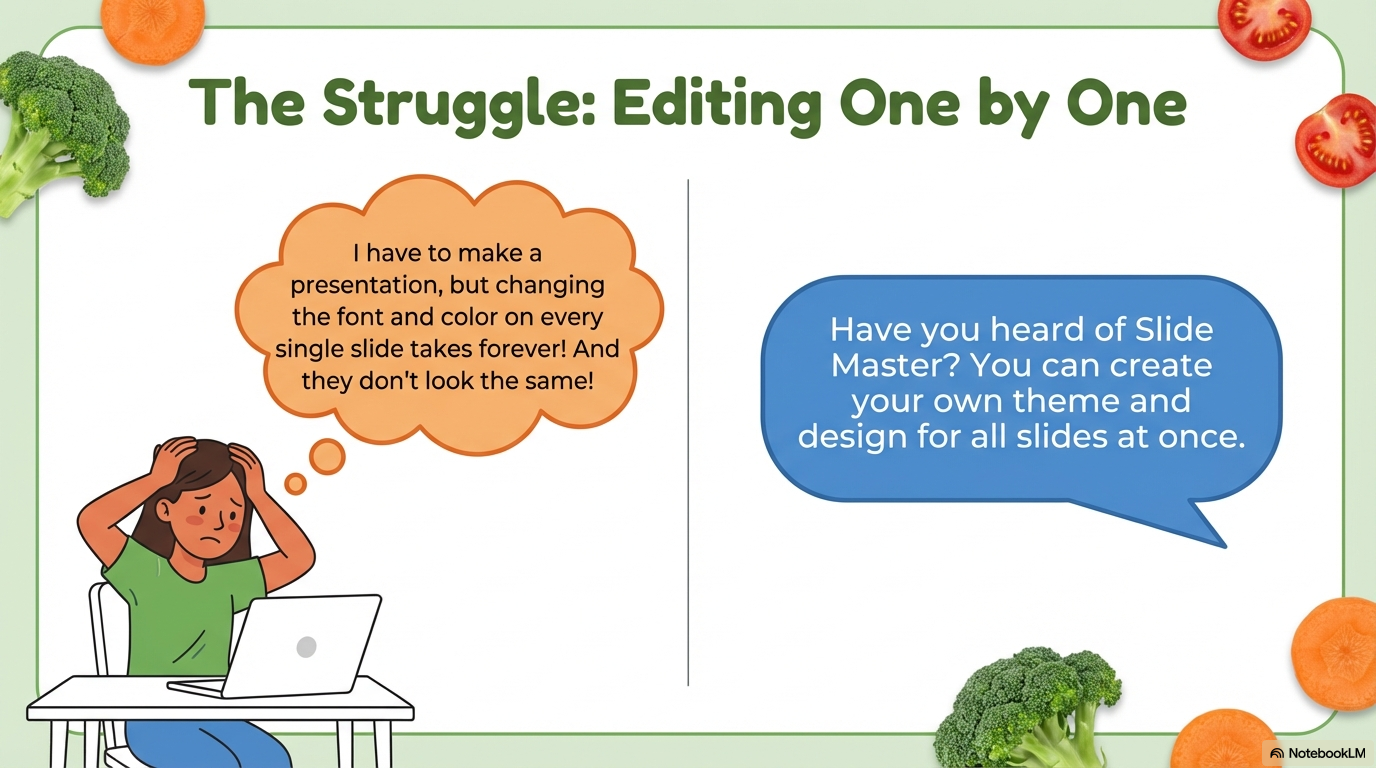 The Struggle: Editing One by One
I have to make a
presentation, but changing
the font and color on every
single slide takes forever! And
they don't look the same!
Have you heard of Slide
Master? You can create
your own theme and
design for all slides at once.
NotebookLM